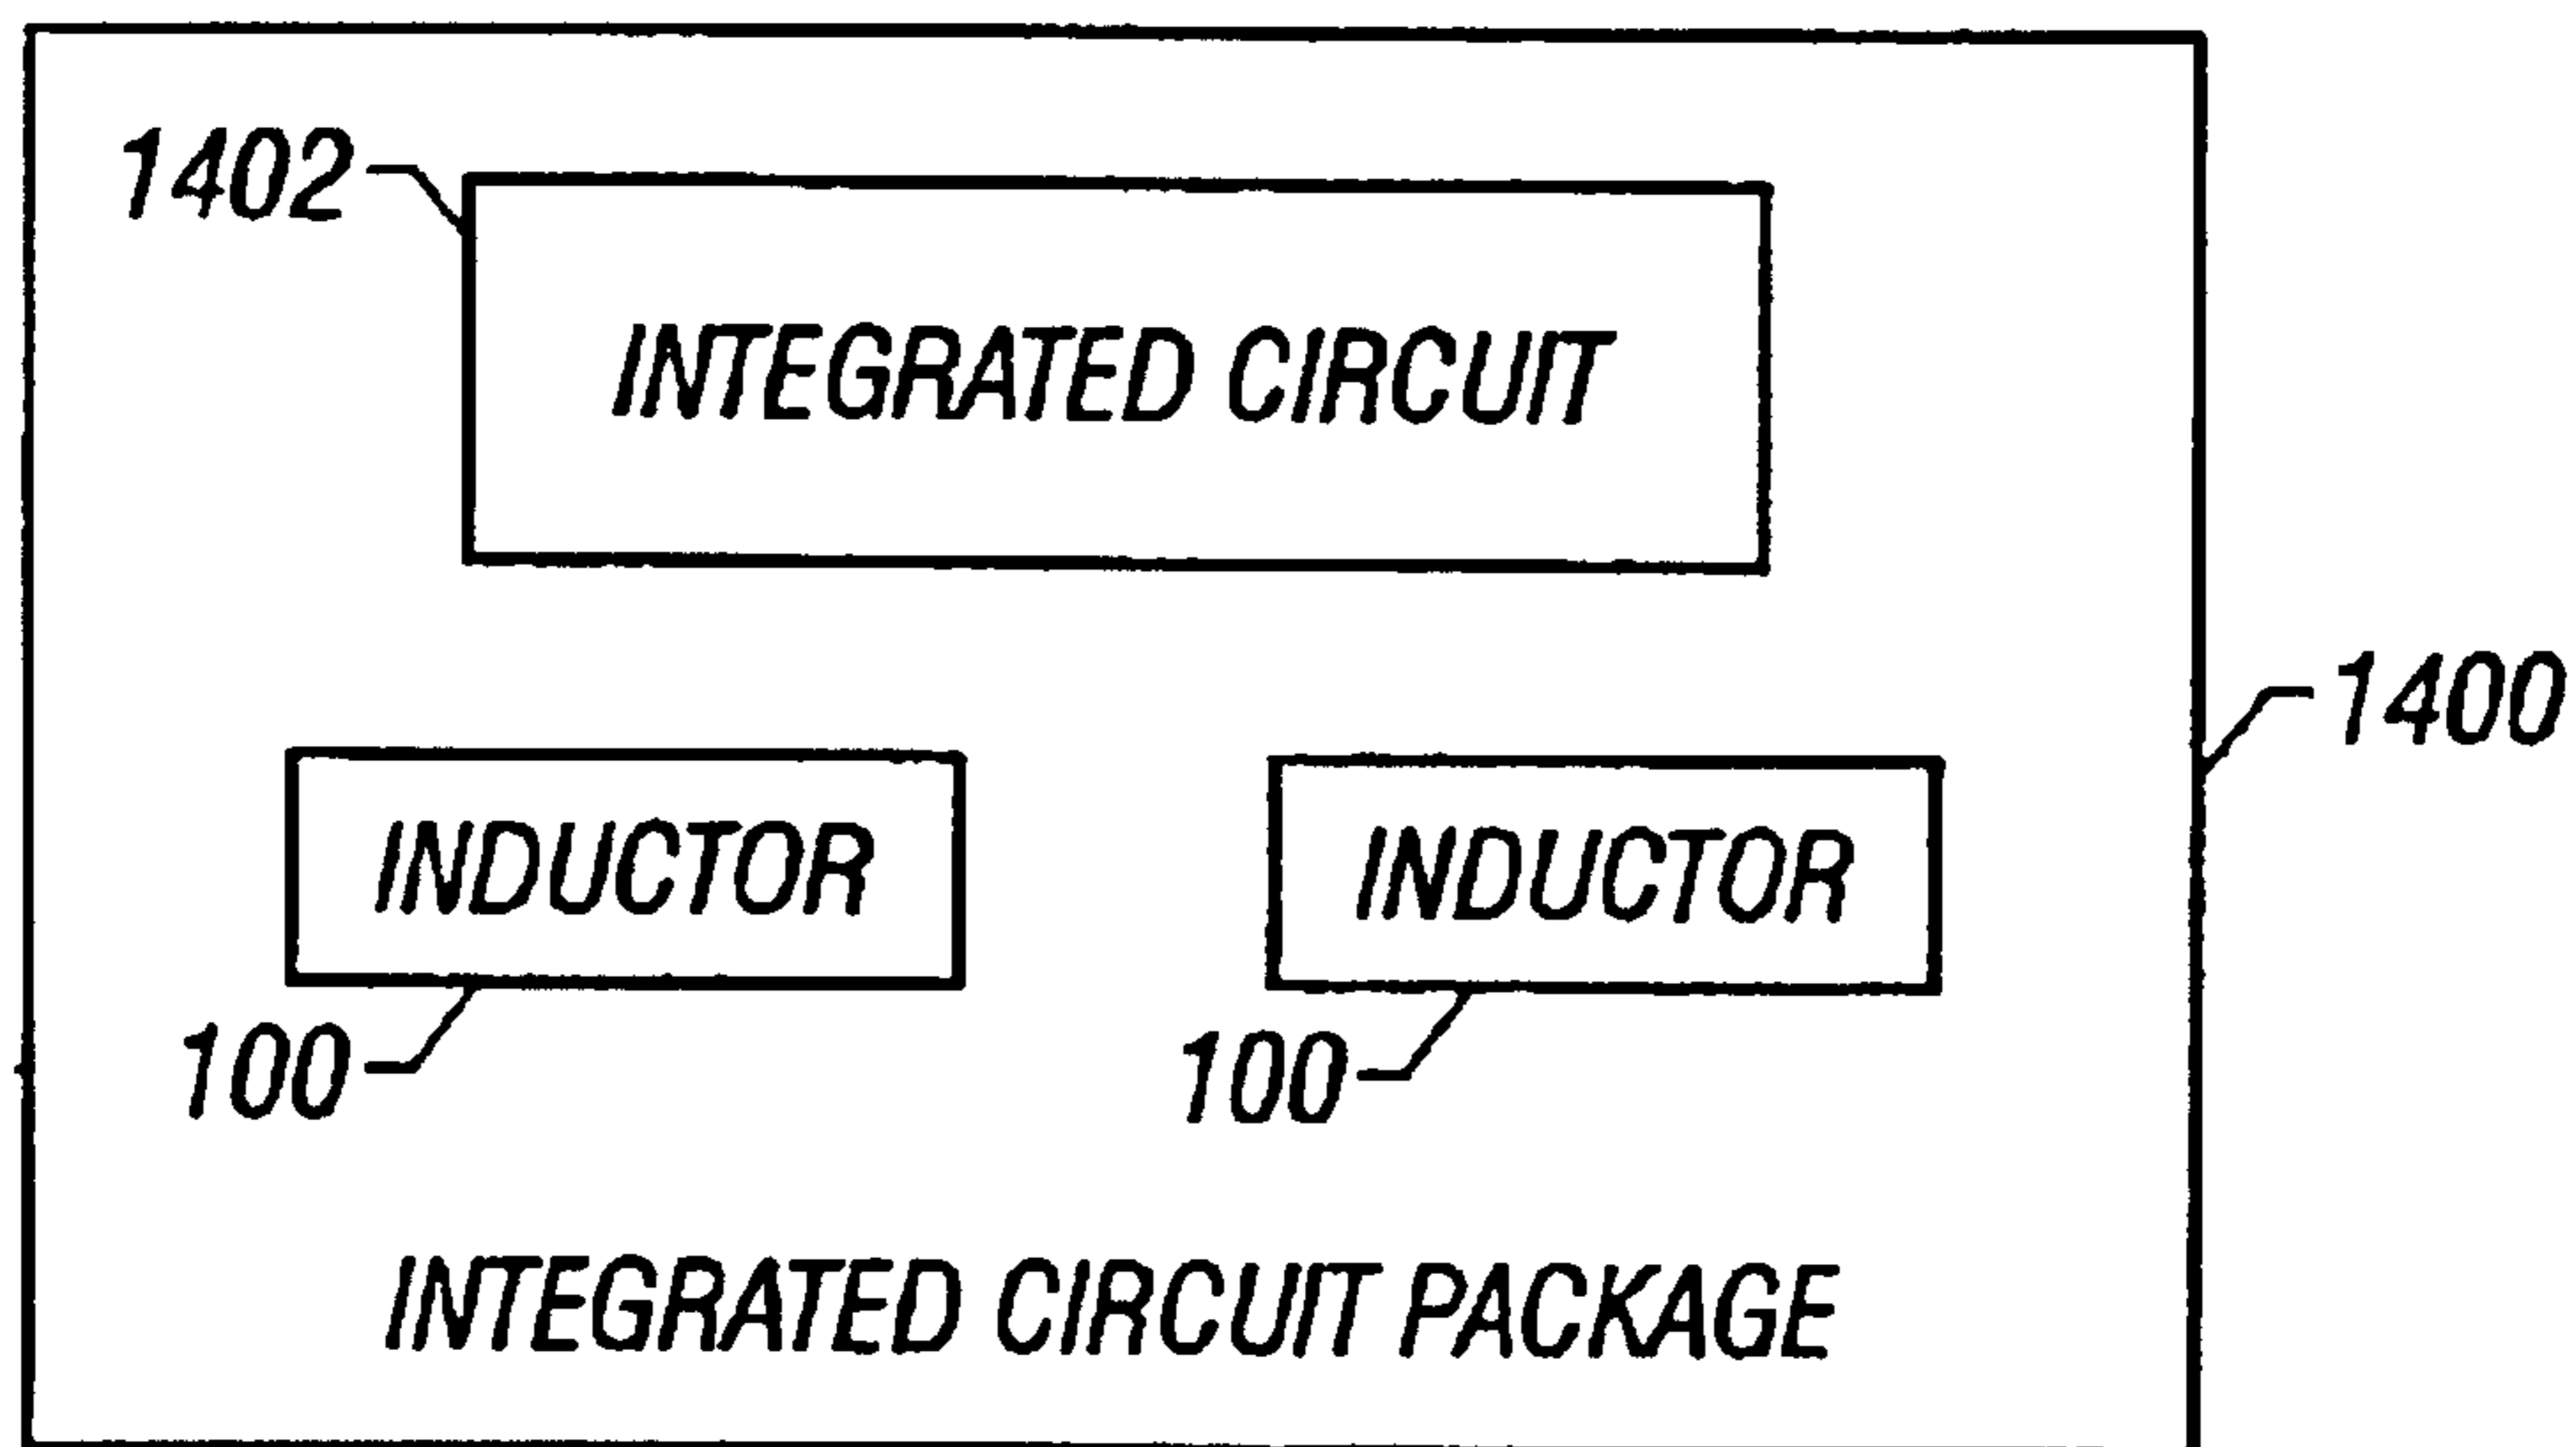 1402
INTEGRATED CIRCUIT
1400
INDUCTOR
INDUCTOR
100
100
INTEGRATED CIRCUIT PACKAGE